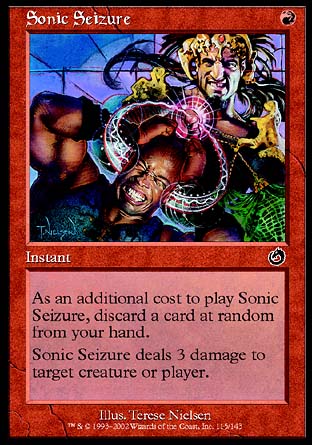 Sonic Seizure
T. NIELSEN
Instant
As an additional cost to play Sonic
Seizure, discard a card at random
from your hand.
Sonic Seizure deals 3 damage to
target creature or player.
Illus. Terese Nielsen
™ & © 1993–2002 Wizards of the Coast, Inc. 115/143